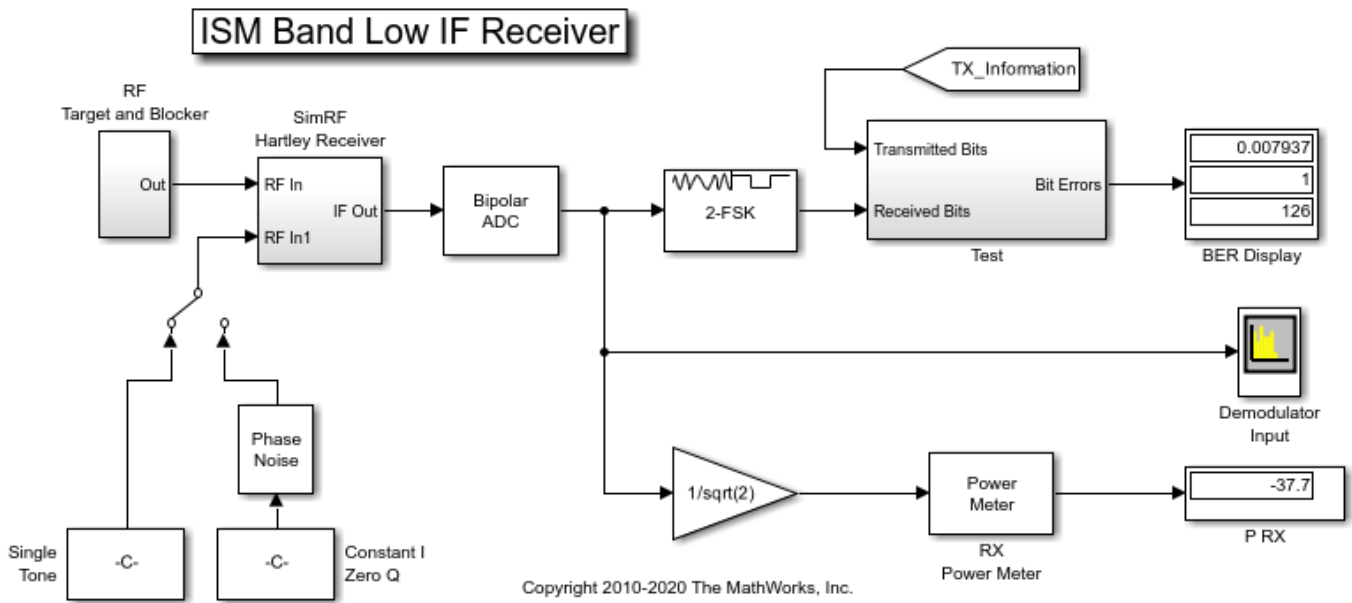 ISM Band Low IF Receiver
TX_Information
RF
Target and Blocker
Out
SimRF
Hartley Receiver
RF In
IF Out
RF In1
Bipolar
ADC
2-FSK
Transmitted Bits
Bit Errors
Received Bits
Test
0.007937
1
126
BER Display
Demodulator
Input
Phase
Noise
1/sqrt(2)
Power
Meter
RX
Power Meter
-37.7
P RX
Single
Tone
-C-
-C-
Constant I
Zero Q
Copyright 2010-2020 The MathWorks, Inc.